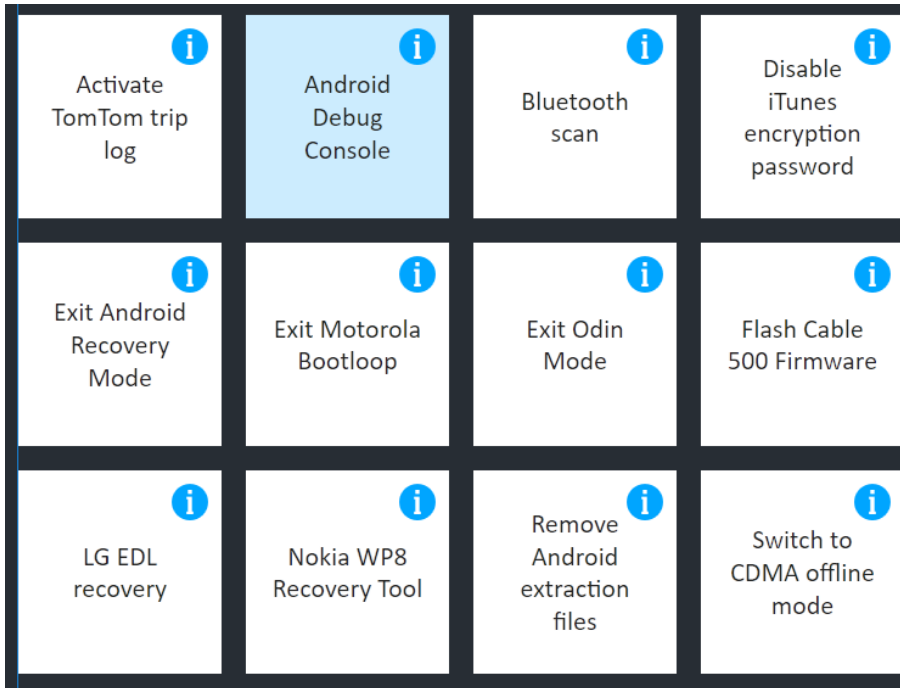 Activate
TomTom trip
log
Android
Debug
Console
Bluetooth
scan
Disable
iTunes
encryption
password
Exit Android
Recovery
Mode
Exit Motorola
Bootloop
Exit Odin
Mode
Flash Cable
500 Firmware
LG EDL
recovery
Nokia WP8
Recovery Tool
Remove
Android
extraction
files
Switch to
CDMA offline
mode